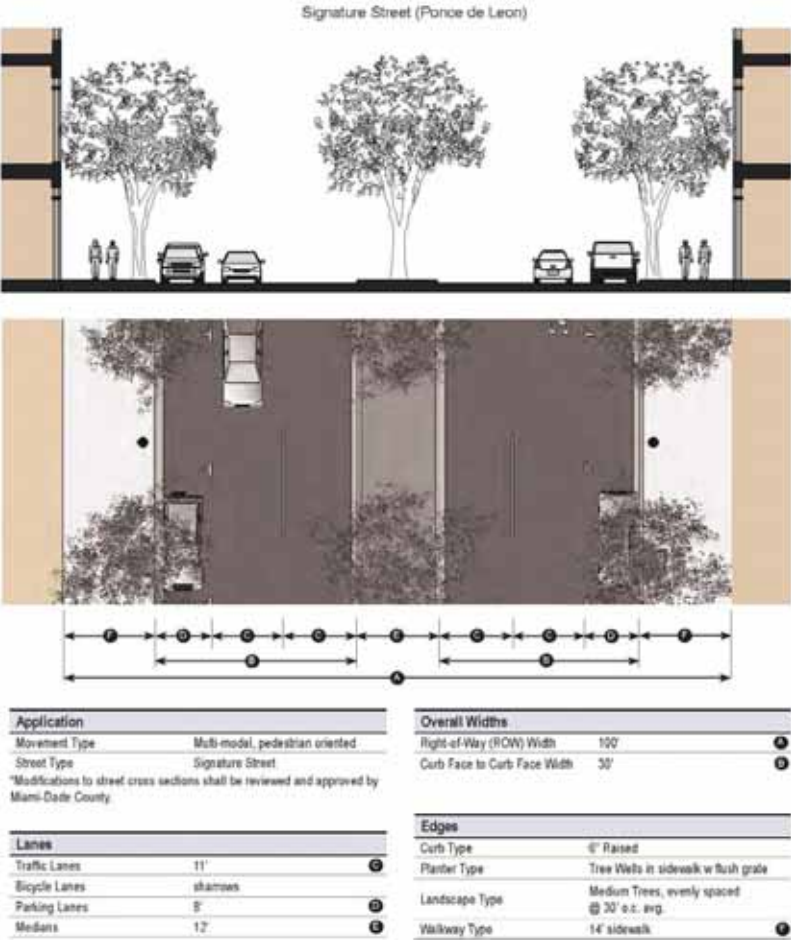 Signature Street (Ponce de Leon)
F D C C E C C D F
B B
A
Application
Movement Type Multi-modal, pedestrian oriented
Street Type Signature Street
*Modifications to street cross sections shall be reviewed and approved by
Miami-Dade County.
Lanes
Traffic Lanes 11' C
Bicycle Lanes sharrows
Parking Lanes 8' D
Medians 12' E
Overall Widths
Right-of-Way (ROW) Width 100' A
Curb Face to Curb Face Width 30'
Edges
Curb Type 6" Raised
Planter Type Tree Wells in sidewalk w flush grate
Landscape Type Medium Trees, evenly spaced
@ 30' o.c. avg.
Walkway Type 14' sidewalk F